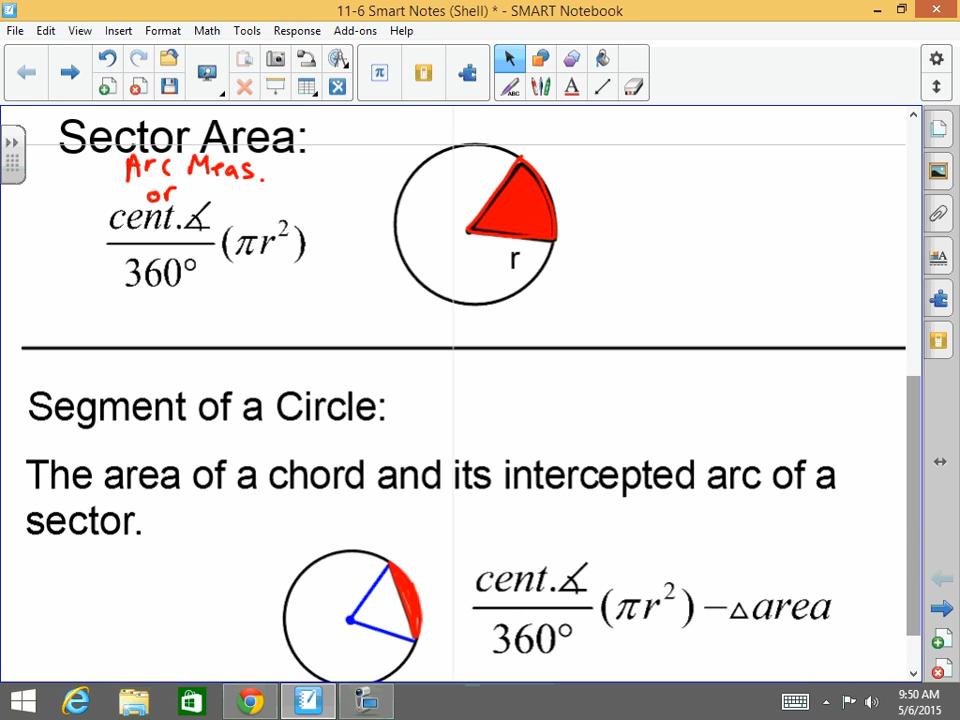 11-6 Smart Notes (Shell) * - SMART Notebook
File Edit View Insert Format Math Tools Response Add-ons Help
Sector Area:
Arc Meas.
or
cent.∡
360°
(πr²)
r
Segment of a Circle:
The area of a chord and its intercepted arc of a
sector.
cent.∡
360°
(πr²) − △area
9:50 AM
5/6/2015